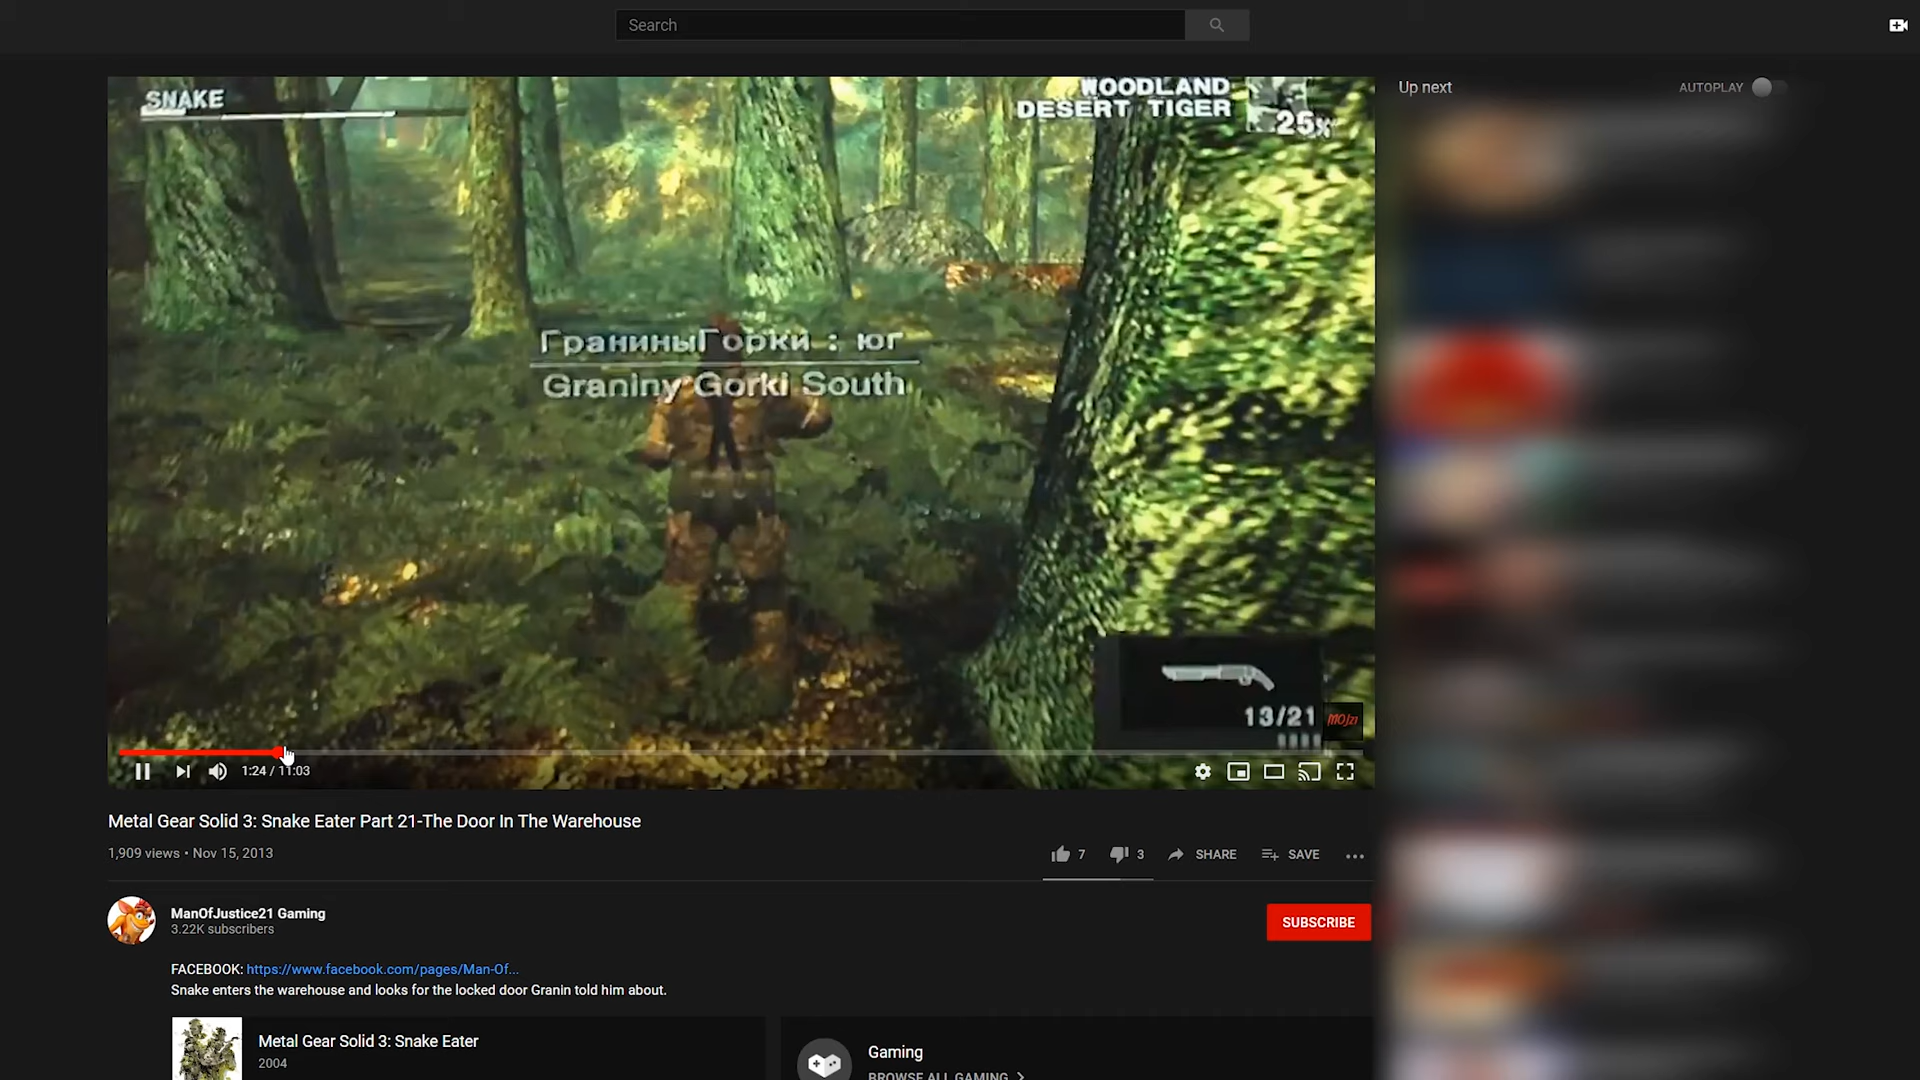 Search
SNAKE
WOODLAND
DESERT TIGER
25%
ГраниныГорки : юг
Graniny Gorki South
13/21
MOJ21
1:24 / 11:03
Up next
AUTOPLAY
Metal Gear Solid 3: Snake Eater Part 21-The Door In The Warehouse
1,909 views • Nov 15, 2013
7
3
SHARE
SAVE
ManOfJustice21 Gaming
3.22K subscribers
SUBSCRIBE
FACEBOOK: https://www.facebook.com/pages/Man-Of...
Snake enters the warehouse and looks for the locked door Granin told him about.
Metal Gear Solid 3: Snake Eater
2004
Gaming
BROWSE ALL GAMING